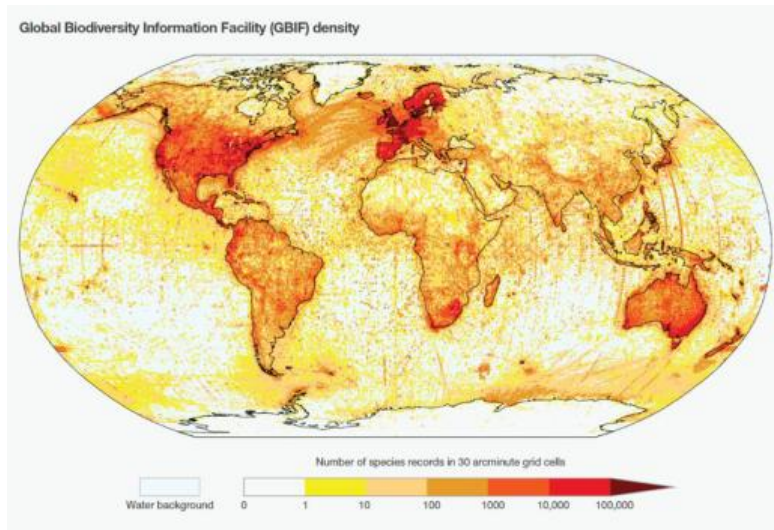 Global Biodiversity Information Facility (GBIF) density
Number of species records in 30 arcminute grid cells
Water background
0 1 10 100 1000 10,000 100,000